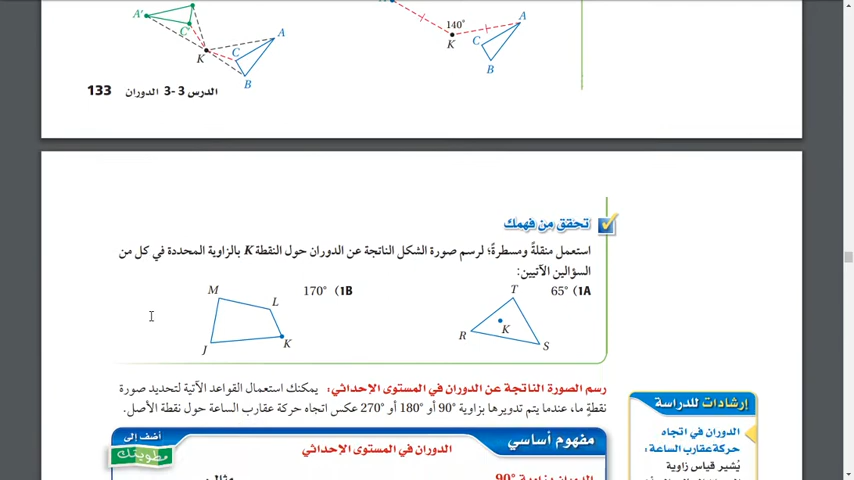 A'
C'
K
C
A
B
140°
K
C
A
B
الدرس 3 -3 الدوران 133
تحقق من فهمك
استعمل منقلةً ومسطرةً؛ لرسم صورة الشكل الناتجة عن الدوران حول النقطة K بالزاوية المحددة في كل من
السؤالين الآتيين:
65° (1A
T
K
R
S
170° (1B
M
L
J
K
رسم الصورة الناتجة عن الدوران في المستوى الإحداثي: يمكنك استعمال القواعد الآتية لتحديد صورة
نقطةٍ ما، عندما يتم تدويرها بزاوية 90° أو 180° أو 270° عكس اتجاه حركة عقارب الساعة حول نقطة الأصل.
إرشادات للدراسة
الدوران في اتجاه
حركة عقارب الساعة:
يُشير قياس زاوية
مفهوم أساسي
الدوران في المستوى الإحداثي
أضف إلى
مطويتك
الدوران بزاوية 90°
مثال